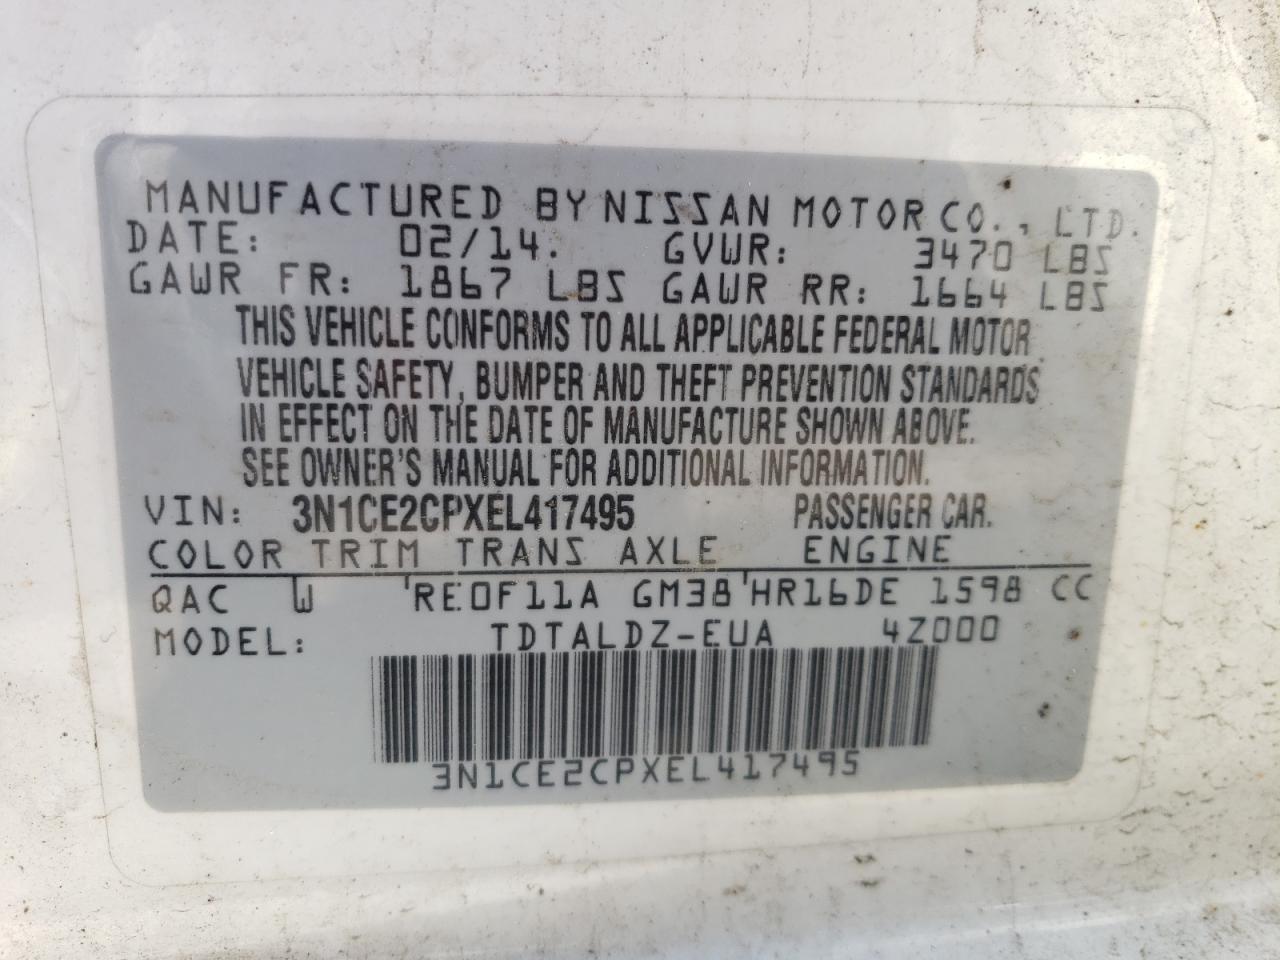 MANUFACTURED BY NISSAN MOTOR CO., LTD.
DATE: 02/14. GVWR: 3470 LBS
GAWR FR: 1867 LBS GAWR RR: 1664 LBS
THIS VEHICLE CONFORMS TO ALL APPLICABLE FEDERAL MOTOR
VEHICLE SAFETY, BUMPER AND THEFT PREVENTION STANDARDS
IN EFFECT ON THE DATE OF MANUFACTURE SHOWN ABOVE.
SEE OWNER'S MANUAL FOR ADDITIONAL INFORMATION.
VIN: 3N1CE2CPXEL417495 PASSENGER CAR.
COLOR TRIM TRANS AXLE ENGINE
QAC W 'RE0F11A GM38'HR16DE 1598 CC
MODEL: TDTALDZ-EUA 4Z000
3N1CE2CPXEL417495